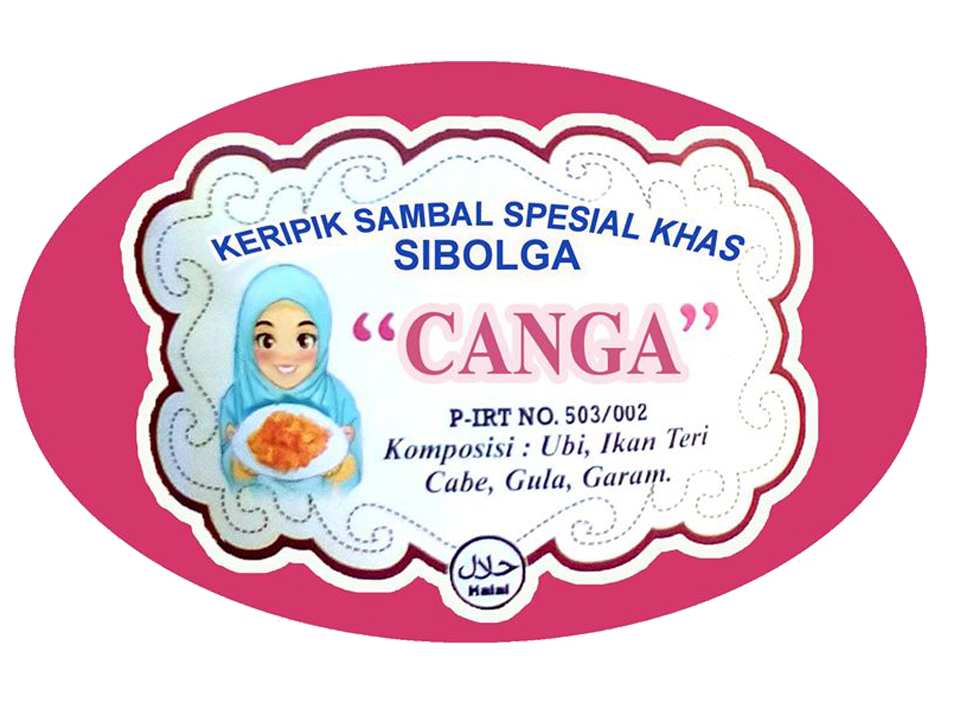 KERIPIK SAMBAL SPESIAL KHAS
SIBOLGA
“CANGA”
P-IRT NO. 503/002
Komposisi : Ubi, Ikan Teri
Cabe, Gula, Garam.
حلال
Halal